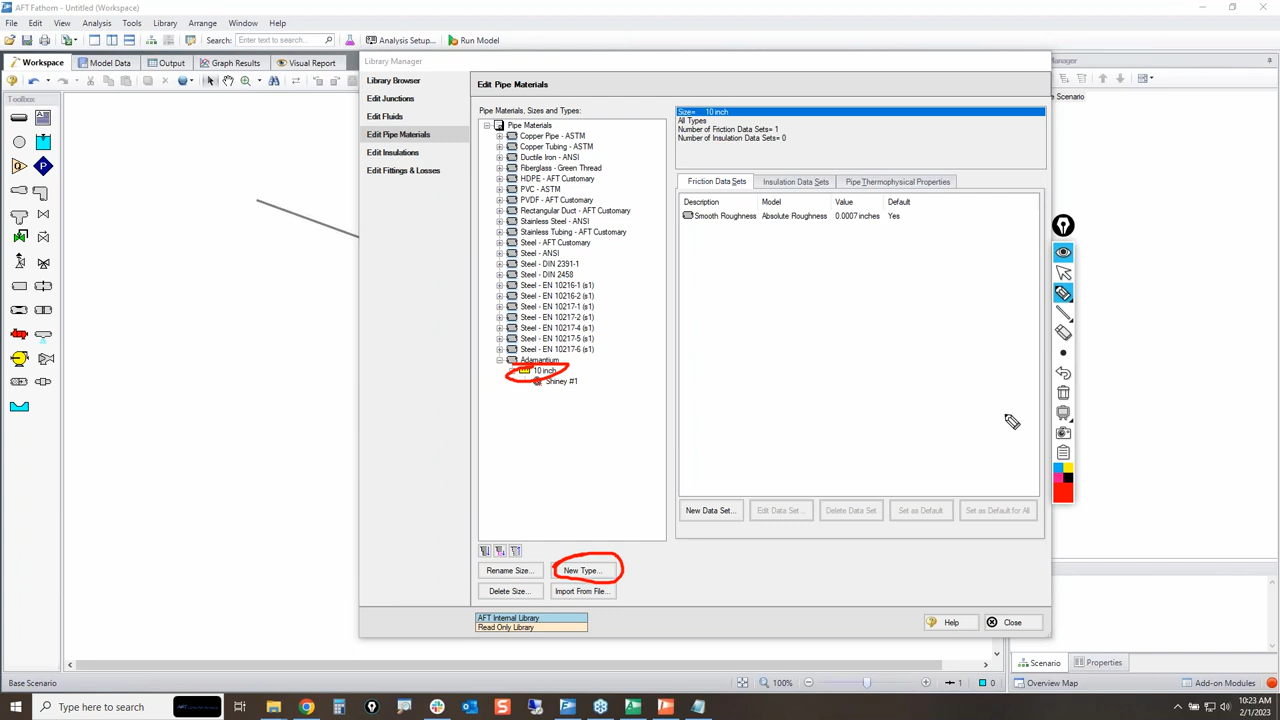 AFT Fathom - Untitled (Workspace)
File Edit View Analysis Tools Library Arrange Window Help
Search: Enter text to search... Analysis Setup... Run Model
Workspace Model Data Output Graph Results Visual Report
Toolbox
Library Manager
Manager
Library Browser
Edit Junctions
Edit Fluids
Edit Pipe Materials
Edit Insulations
Edit Fittings & Losses
Edit Pipe Materials
Pipe Materials, Sizes and Types:
Pipe Materials
Copper Pipe - ASTM
Copper Tubing - ASTM
Ductile Iron - ANSI
Fiberglass - Green Thread
HDPE - AFT Customary
PVC - ASTM
PVDF - AFT Customary
Rectangular Duct - AFT Customary
Stainless Steel - ANSI
Stainless Tubing - AFT Customary
Steel - AFT Customary
Steel - ANSI
Steel - DIN 2391-1
Steel - DIN 2458
Steel - EN 10216-1 (s1)
Steel - EN 10216-2 (s1)
Steel - EN 10217-1 (s1)
Steel - EN 10217-2 (s1)
Steel - EN 10217-4 (s1)
Steel - EN 10217-5 (s1)
Steel - EN 10217-6 (s1)
Adamantium
10 inch
Shiney #1
Size= 10 inch
All Types
Number of Friction Data Sets= 1
Number of Insulation Data Sets= 0
Friction Data Sets Insulation Data Sets Pipe Thermophysical Properties
Description Model Value Default
Smooth Roughness Absolute Roughness 0.0007 inches Yes
New Data Set... Edit Data Set... Delete Data Set Set as Default Set as Default for All
Rename Size... New Type...
Delete Size... Import From File...
AFT Internal Library
Read Only Library
Help Close
Scenario
Scenario Properties
Base Scenario 100% 1 0 Overview Map Add-on Modules
Type here to search
10:23 AM
2/1/2023